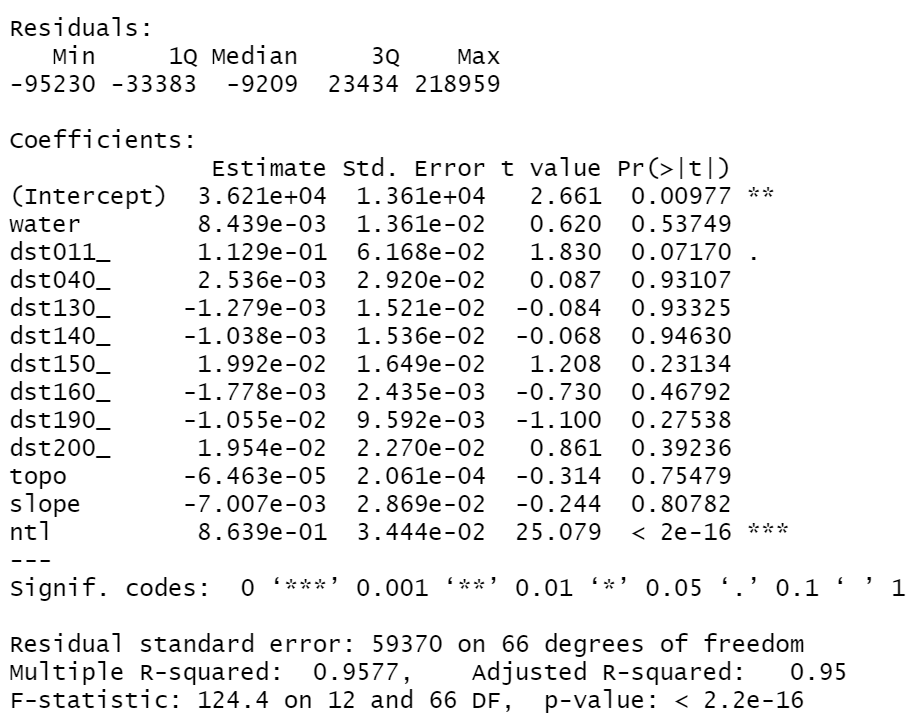 Residuals:
   Min     1Q Median     3Q    Max
-95230 -33383  -9209  23434 218959

Coefficients:
              Estimate Std. Error t value Pr(>|t|)
(Intercept)  3.621e+04  1.361e+04   2.661  0.00977 **
water        8.439e-03  1.361e-02   0.620  0.53749
dst011_      1.129e-01  6.168e-02   1.830  0.07170 .
dst040_      2.536e-03  2.920e-02   0.087  0.93107
dst130_     -1.279e-03  1.521e-02  -0.084  0.93325
dst140_     -1.038e-03  1.536e-02  -0.068  0.94630
dst150_      1.992e-02  1.649e-02   1.208  0.23134
dst160_     -1.778e-03  2.435e-03  -0.730  0.46792
dst190_     -1.055e-02  9.592e-03  -1.100  0.27538
dst200_      1.954e-02  2.270e-02   0.861  0.39236
topo        -6.463e-05  2.061e-04  -0.314  0.75479
slope       -7.007e-03  2.869e-02  -0.244  0.80782
ntl          8.639e-01  3.444e-02  25.079  < 2e-16 ***
---
Signif. codes:  0 ‘***’ 0.001 ‘**’ 0.01 ‘*’ 0.05 ‘.’ 0.1 ‘ ’ 1

Residual standard error: 59370 on 66 degrees of freedom
Multiple R-squared:  0.9577,    Adjusted R-squared:   0.95
F-statistic: 124.4 on 12 and 66 DF,  p-value: < 2.2e-16